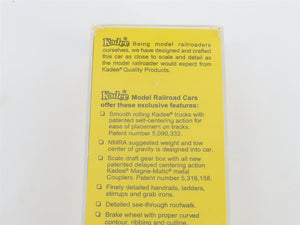 Kadee Being model railroaders
ourselves, we have designed and crafted
this car as close to scale and detail as
the model railroader would expect from
Kadee® Quality Products.
Kadee Model Railroad Cars
offer these exclusive features:
❏ Smooth rolling Kadee® trucks with
patented self-centering action for
ease of placement on tracks.
Patent number 5,090,332.
❏ NMRA suggested weight and low
center of gravity is designed into car.
❏ Scale draft gear box with all new
patented delayed centering action
Kadee® Magne-Matic® metal
Couplers. Patent number 5,316,158.
❏ Finely detailed handrails, ladders,
stirrups and grab irons.
❏ Detailed see-through roofwalk.
❏ Brake wheel with proper curved
contour, ribbing and outline.